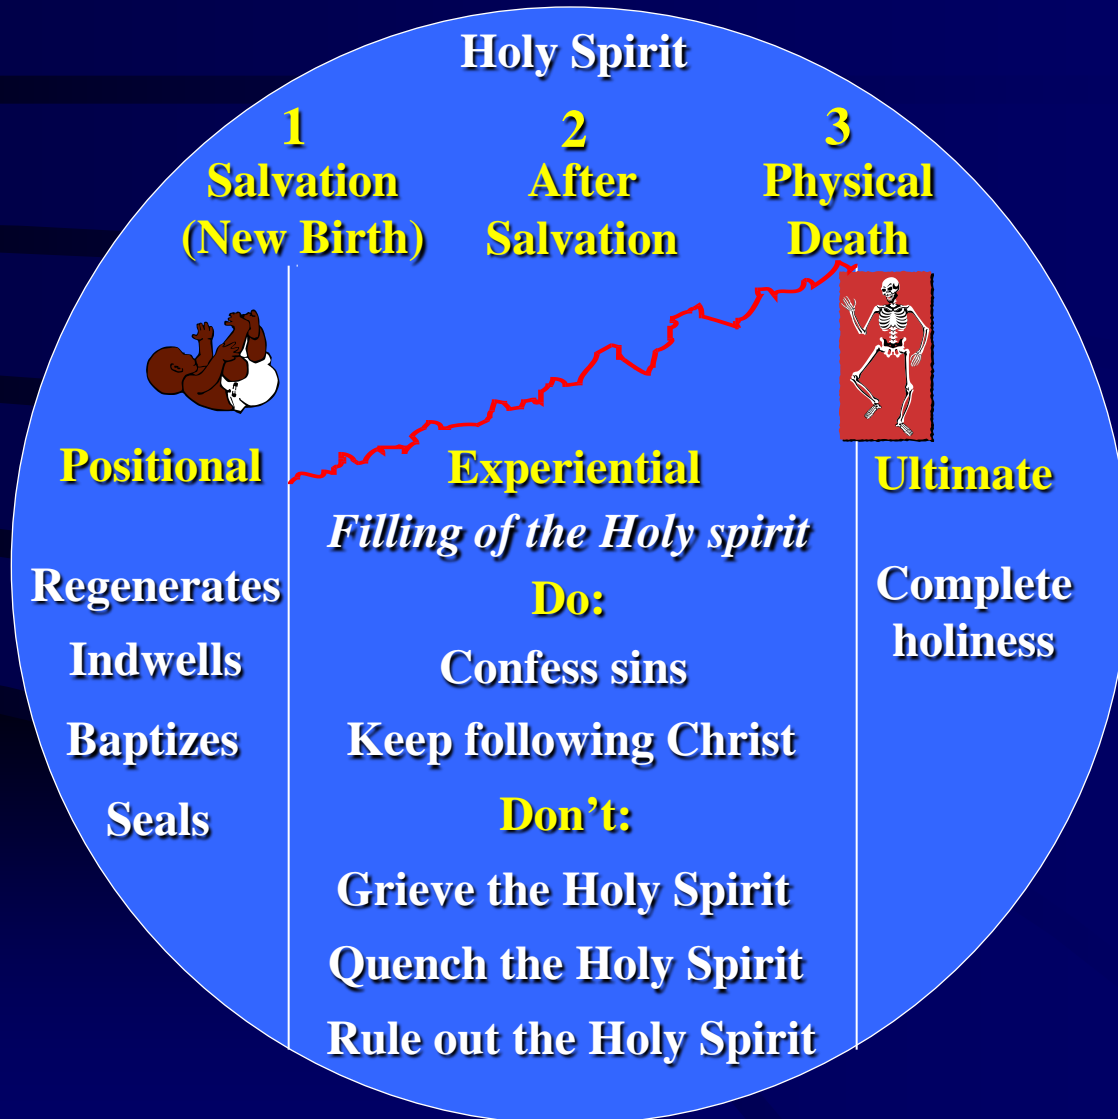 Holy Spirit
1
Salvation
(New Birth)
2
After
Salvation
3
Physical
Death
Positional
Regenerates
Indwells
Baptizes
Seals
Experiential
Filling of the Holy spirit
Do:
Confess sins
Keep following Christ
Don’t:
Grieve the Holy Spirit
Quench the Holy Spirit
Rule out the Holy Spirit
Ultimate
Complete
holiness